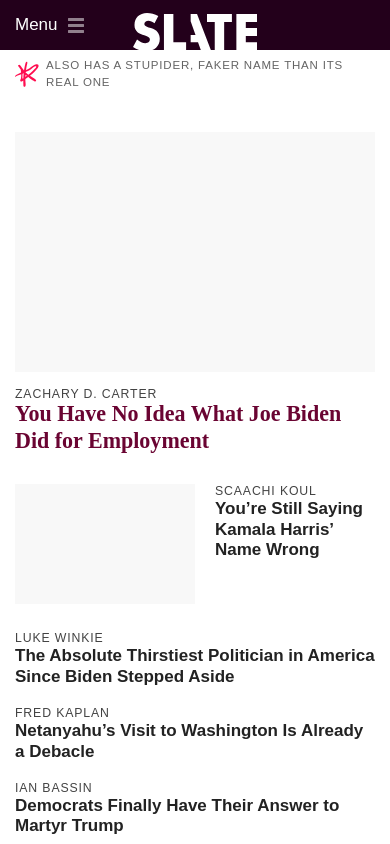 Menu
SLATE
ALSO HAS A STUPIDER, FAKER NAME THAN ITS
REAL ONE
ZACHARY D. CARTER
You Have No Idea What Joe Biden
Did for Employment
SCAACHI KOUL
You’re Still Saying
Kamala Harris’
Name Wrong
LUKE WINKIE
The Absolute Thirstiest Politician in America
Since Biden Stepped Aside
FRED KAPLAN
Netanyahu’s Visit to Washington Is Already
a Debacle
IAN BASSIN
Democrats Finally Have Their Answer to
Martyr Trump